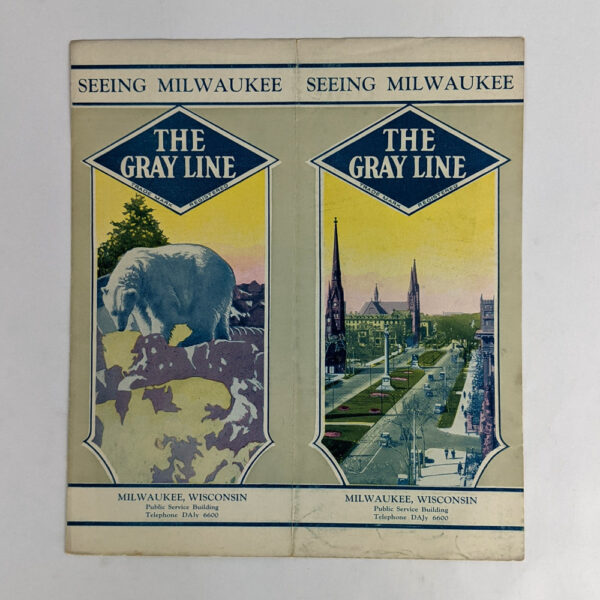 SEEING MILWAUKEE
THE
GRAY LINE
TRADE MARK REGISTERED
MILWAUKEE, WISCONSIN
Public Service Building
Telephone DAly 6600
SEEING MILWAUKEE
THE
GRAY LINE
TRADE MARK REGISTERED
MILWAUKEE, WISCONSIN
Public Service Building
Telephone DAly 6600